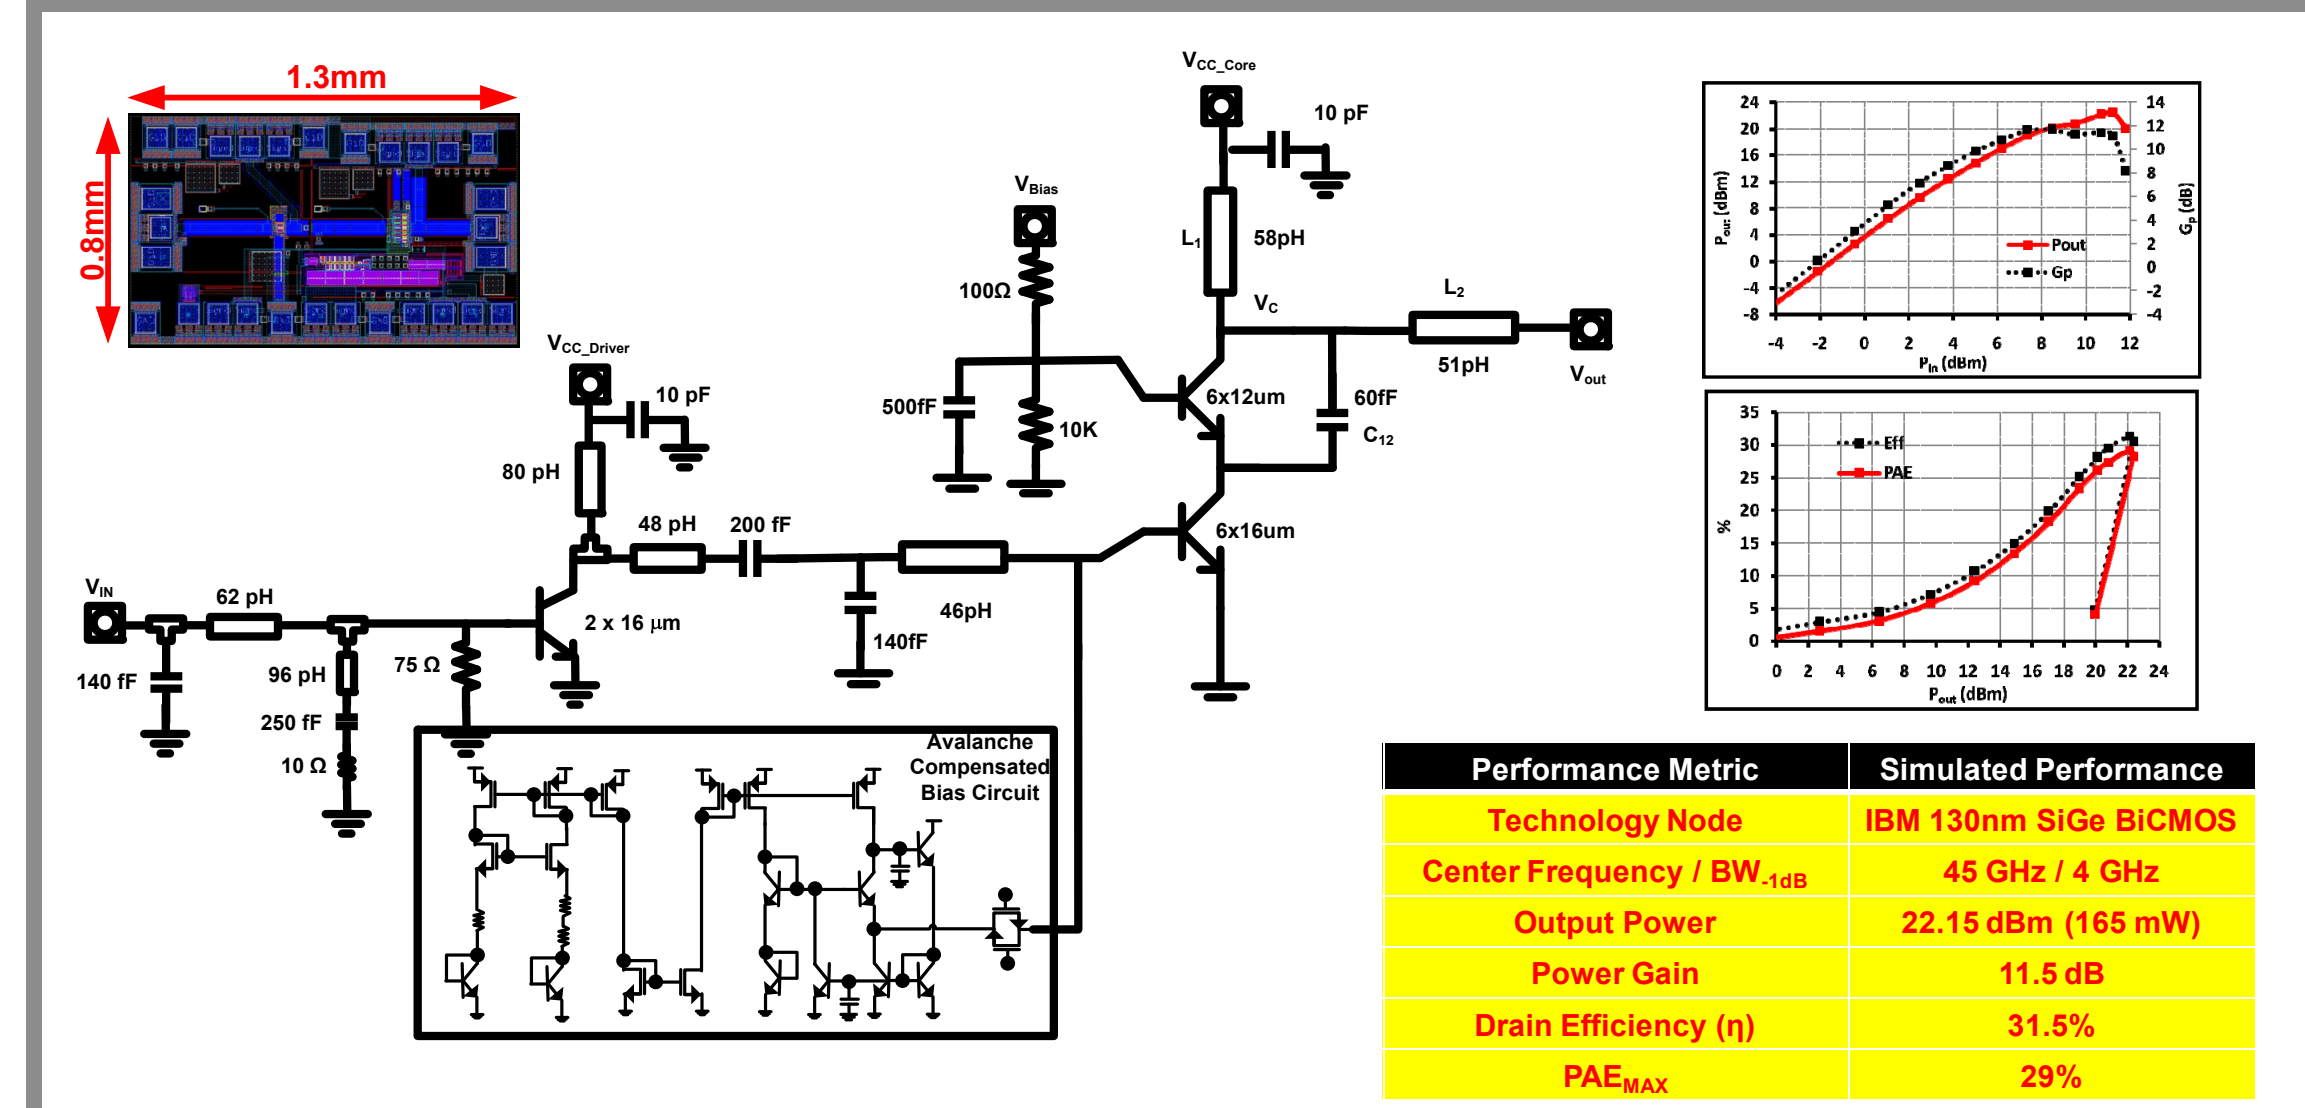 1.3mm
0.8mm
V_CC_Core
10 pF
V_Bias
100Ω
L1
58pH
V_C
L2
51pH
V_out
500fF
10K
6x12um
60fF
C12
6x16um
V_CC_Driver
10 pF
80 pH
48 pH
200 fF
46pH
140fF
V_IN
62 pH
2 x 16 μm
140 fF
96 pH
75 Ω
250 fF
10 Ω
Avalanche
Compensated
Bias Circuit
24
20
16
12
8
4
0
-4
-8
14
12
10
8
6
4
2
0
-2
-4
Pout (dBm)
Gp (dB)
Pout
Gp
-4 -2 0 2 4 6 8 10 12
Pin (dBm)
35
30
25
20
15
10
5
0
%
Eff
PAE
0 2 4 6 8 10 12 14 16 18 20 22 24
Pout (dBm)
Performance Metric Simulated Performance
Technology Node IBM 130nm SiGe BiCMOS
Center Frequency / BW-1dB 45 GHz / 4 GHz
Output Power 22.15 dBm (165 mW)
Power Gain 11.5 dB
Drain Efficiency (η) 31.5%
PAEMAX 29%